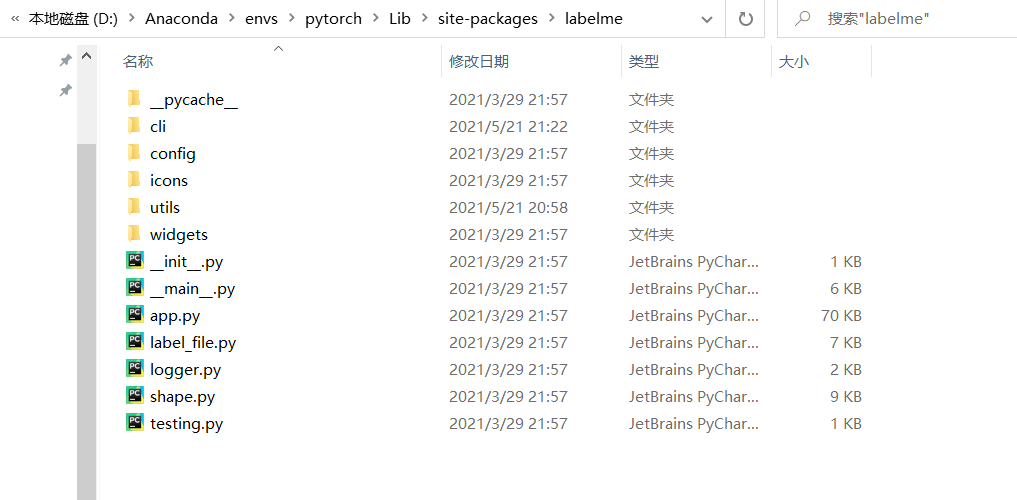 « 本地磁盘 (D:) > Anaconda > envs > pytorch > Lib > site-packages > labelme 搜索"labelme"
名称 修改日期 类型 大小
__pycache__ 2021/3/29 21:57 文件夹
cli 2021/5/21 21:22 文件夹
config 2021/3/29 21:57 文件夹
icons 2021/3/29 21:57 文件夹
utils 2021/5/21 20:58 文件夹
widgets 2021/3/29 21:57 文件夹
__init__.py 2021/3/29 21:57 JetBrains PyChar... 1 KB
__main__.py 2021/3/29 21:57 JetBrains PyChar... 6 KB
app.py 2021/3/29 21:57 JetBrains PyChar... 70 KB
label_file.py 2021/3/29 21:57 JetBrains PyChar... 7 KB
logger.py 2021/3/29 21:57 JetBrains PyChar... 2 KB
shape.py 2021/3/29 21:57 JetBrains PyChar... 9 KB
testing.py 2021/3/29 21:57 JetBrains PyChar... 1 KB